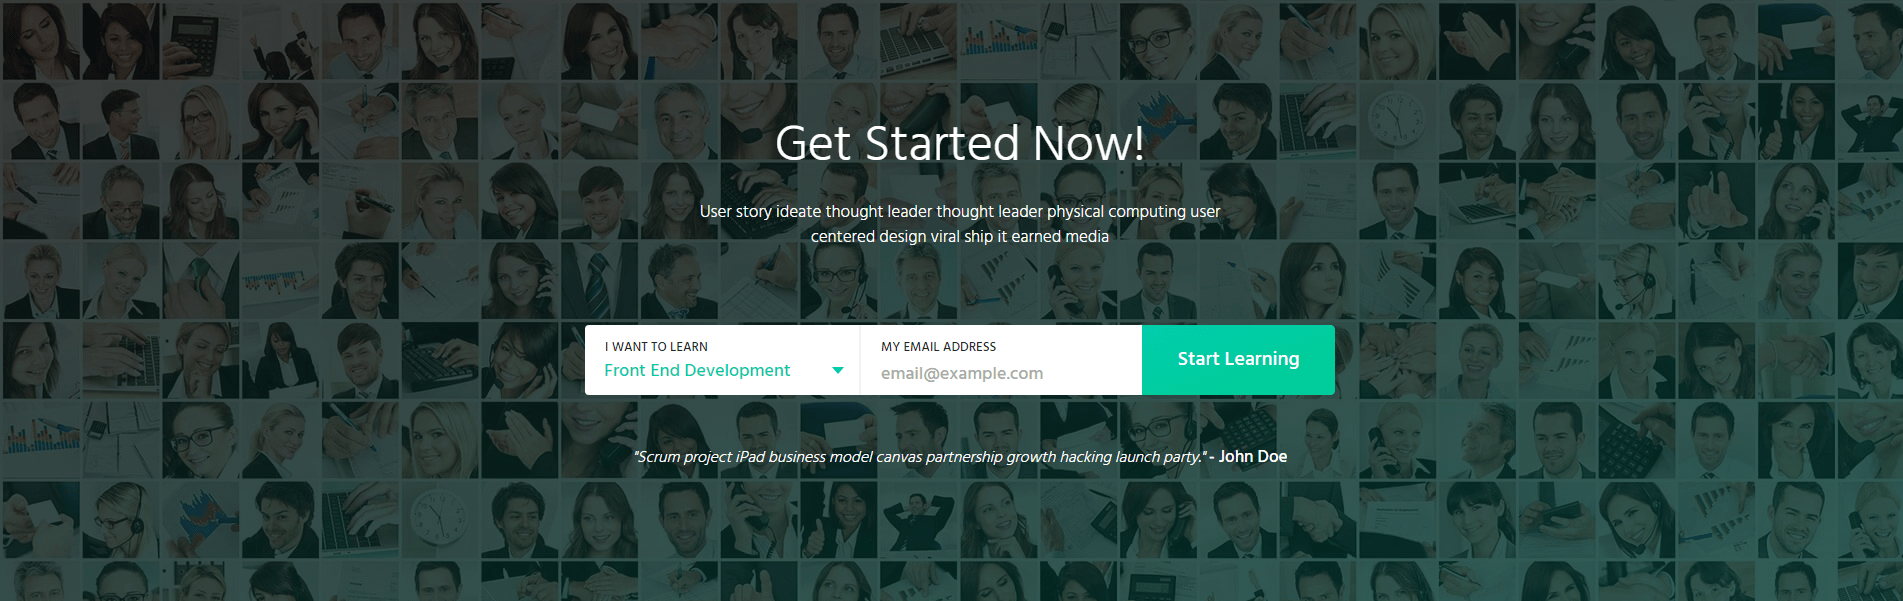 Get Started Now!
User story ideate thought leader thought leader physical computing user
centered design viral ship it earned media
I WANT TO LEARN
Front End Development
MY EMAIL ADDRESS
email@example.com
Start Learning
"Scrum project iPad business model canvas partnership growth hacking launch party." - John Doe